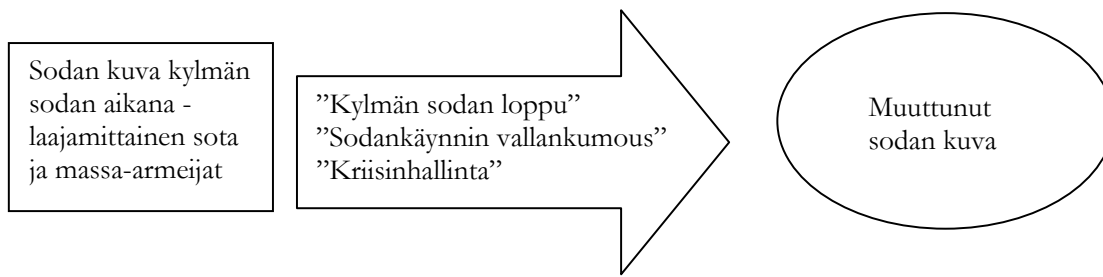 Sodan kuva kylmän
sodan aikana -
laajamittainen sota
ja massa-armeijat
”Kylmän sodan loppu”
”Sodankäynnin vallankumous”
”Kriisinhallinta”
Muuttunut
sodan kuva